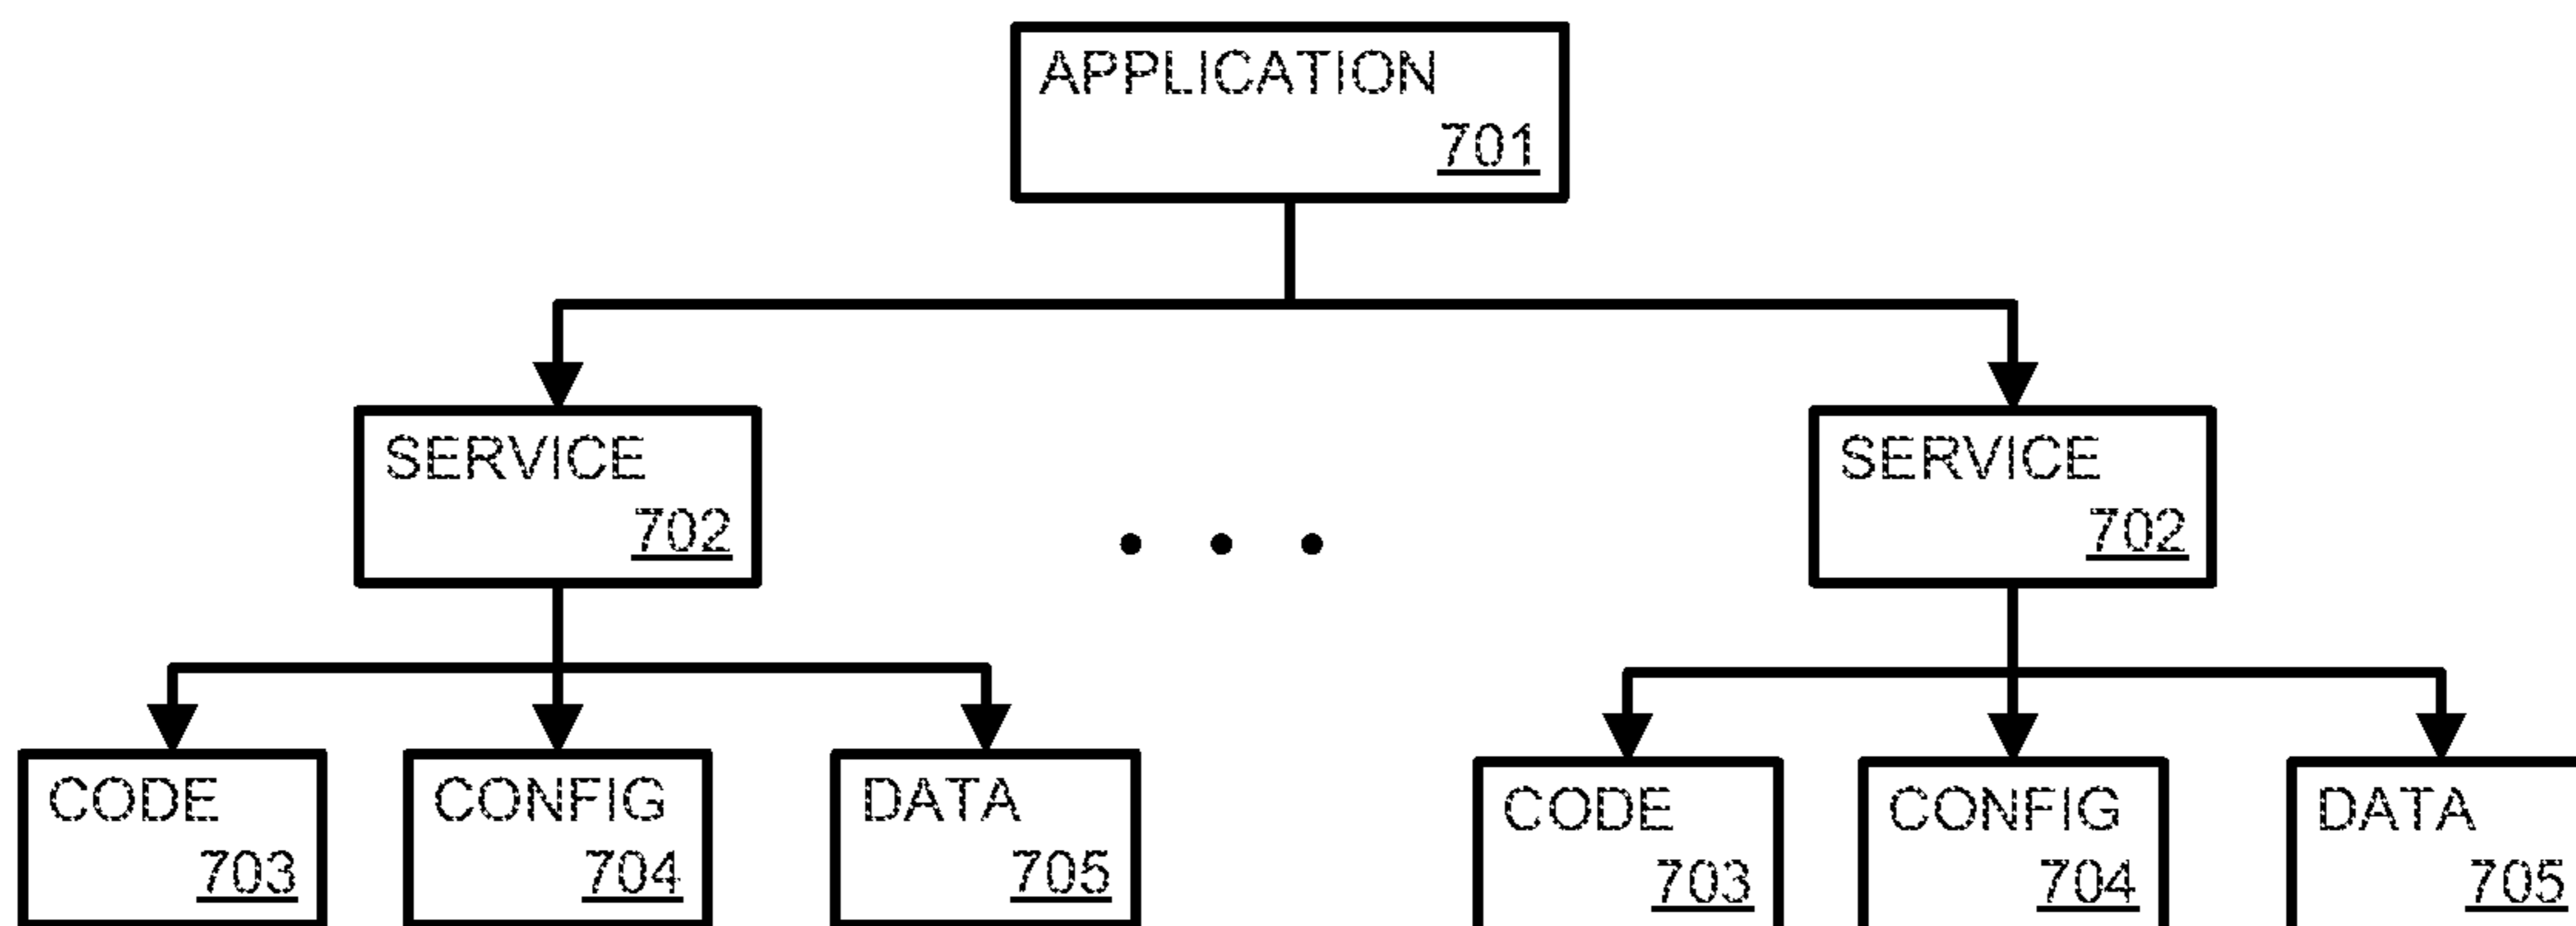 APPLICATION
701
SERVICE
702
SERVICE
702
CODE
703
CONFIG
704
DATA
705
CODE
703
CONFIG
704
DATA
705